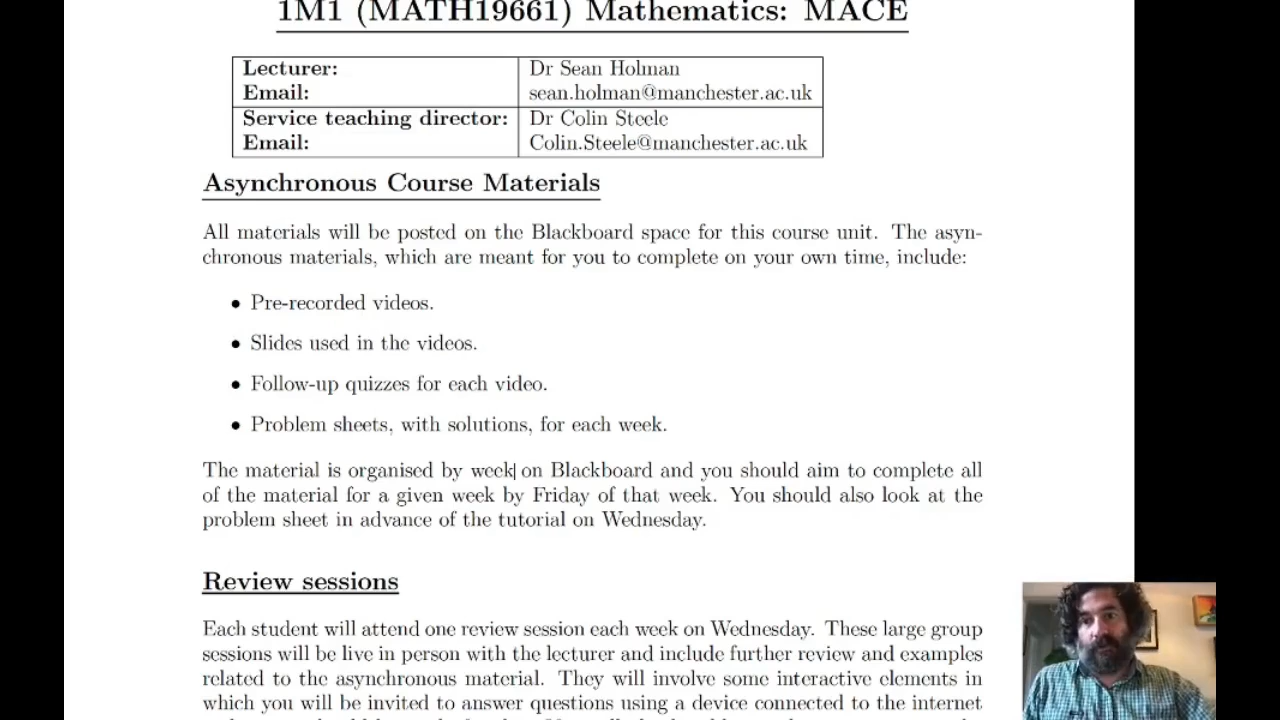 1M1 (MATH19661) Mathematics: MACE
Lecturer: Dr Sean Holman
Email: sean.holman@manchester.ac.uk
Service teaching director: Dr Colin Steele
Email: Colin.Steele@manchester.ac.uk
Asynchronous Course Materials
All materials will be posted on the Blackboard space for this course unit. The asyn-
chronous materials, which are meant for you to complete on your own time, include:
• Pre-recorded videos.
• Slides used in the videos.
• Follow-up quizzes for each video.
• Problem sheets, with solutions, for each week.
The material is organised by week on Blackboard and you should aim to complete all
of the material for a given week by Friday of that week. You should also look at the
problem sheet in advance of the tutorial on Wednesday.
Review sessions
Each student will attend one review session each week on Wednesday. These large group
sessions will be live in person with the lecturer and include further review and examples
related to the asynchronous material. They will involve some interactive elements in
which you will be invited to answer questions using a device connected to the internet